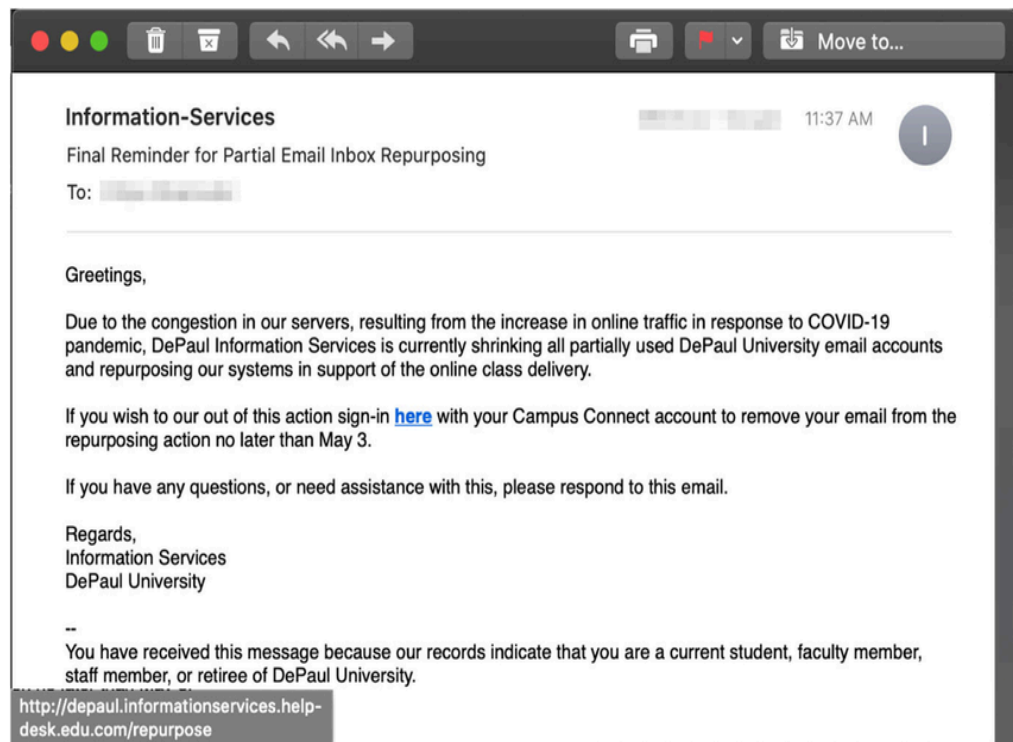 Move to...
Information-Services
11:37 AM
I
Final Reminder for Partial Email Inbox Repurposing
To:
Greetings,
Due to the congestion in our servers, resulting from the increase in online traffic in response to COVID-19
pandemic, DePaul Information Services is currently shrinking all partially used DePaul University email accounts
and repurposing our systems in support of the online class delivery.
If you wish to our out of this action sign-in here with your Campus Connect account to remove your email from the
repurposing action no later than May 3.
If you have any questions, or need assistance with this, please respond to this email.
Regards,
Information Services
DePaul University
--
You have received this message because our records indicate that you are a current student, faculty member,
staff member, or retiree of DePaul University.
http://depaul.informationservices.help-
desk.edu.com/repurpose